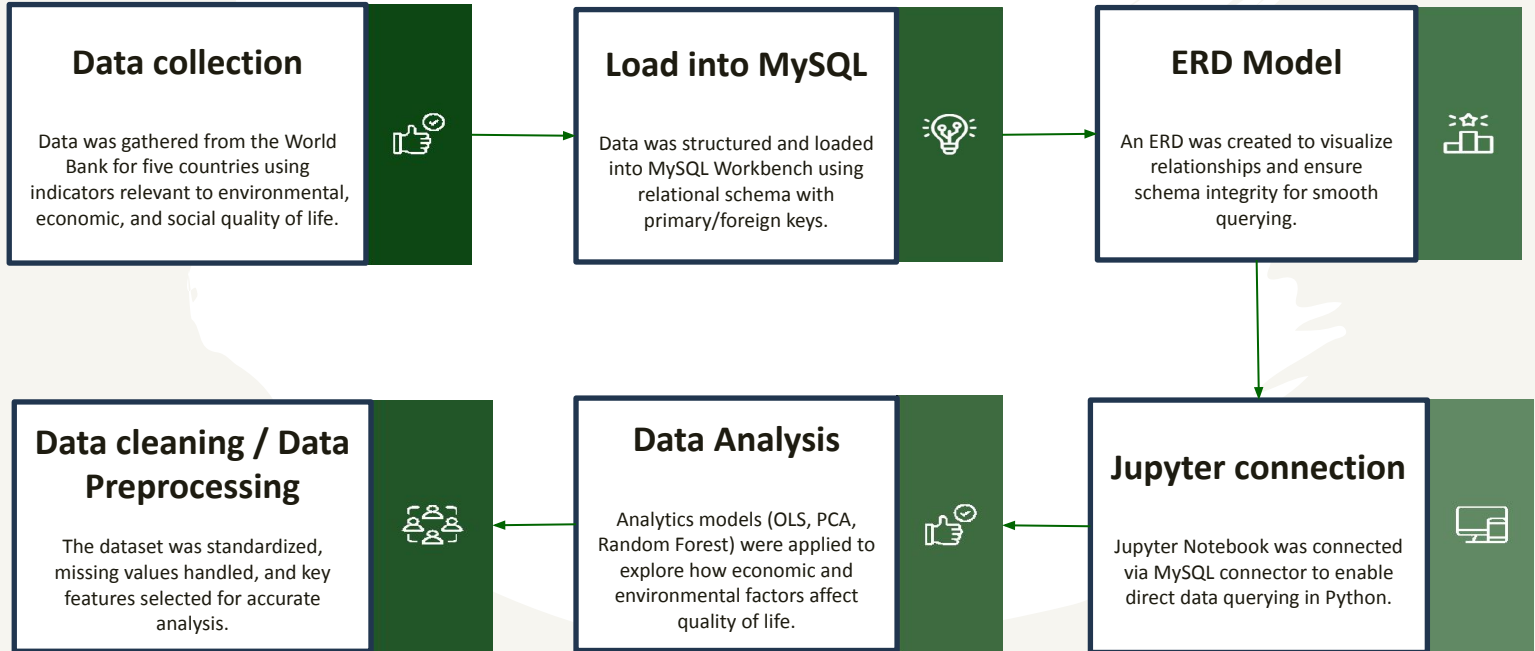 Data collection
Data was gathered from the World
Bank for five countries using
indicators relevant to environmental,
economic, and social quality of life.
Load into MySQL
Data was structured and loaded
into MySQL Workbench using
relational schema with
primary/foreign keys.
ERD Model
An ERD was created to visualize
relationships and ensure
schema integrity for smooth
querying.
Jupyter connection
Jupyter Notebook was connected
via MySQL connector to enable
direct data querying in Python.
Data Analysis
Analytics models (OLS, PCA,
Random Forest) were applied to
explore how economic and
environmental factors affect
quality of life.
Data cleaning / Data
Preprocessing
The dataset was standardized,
missing values handled, and key
features selected for accurate
analysis.